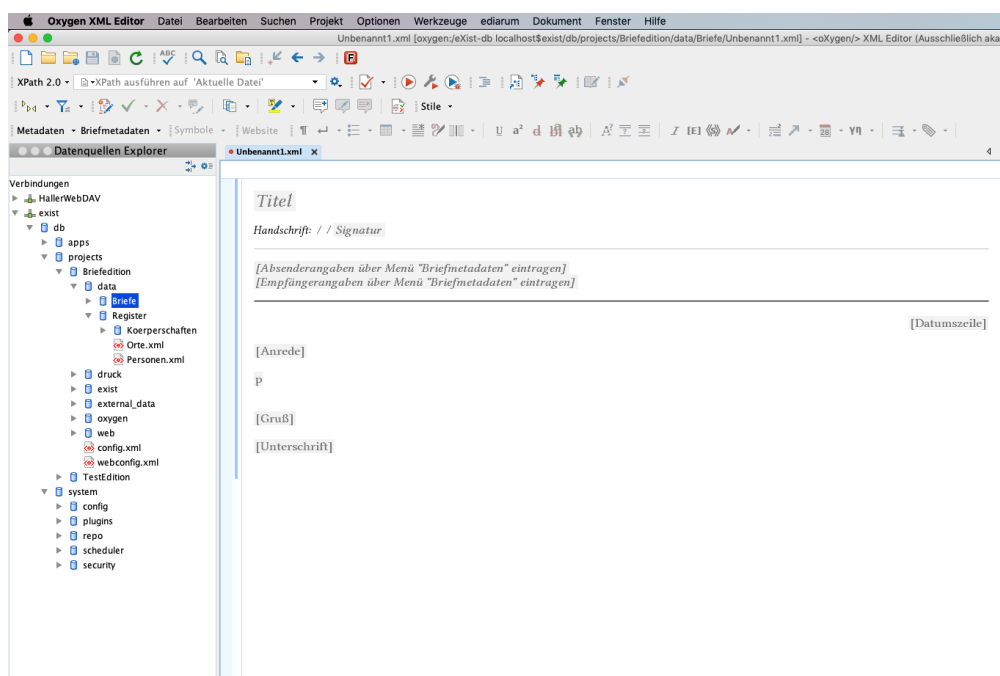 Oxygen XML Editor Datei Bearbeiten Suchen Projekt Optionen Werkzeuge ediarum Dokument Fenster Hilfe
Unbenannt1.xml [oxygen:/eXist-db localhost$exist/db/projects/Briefedition/data/Briefe/Unbenannt1.xml] - <oXygen/> XML Editor (Ausschließlich aka
XPath 2.0 XPath ausführen auf 'Aktuelle Datei'
Stile
Metadaten Briefmetadaten Symbole Website
Datenquellen Explorer
Unbenannt1.xml X
Verbindungen
HallerWebDAV
exist
db
apps
projects
Briefedition
data
Briefe
Register
Koerperschaften
Orte.xml
Personen.xml
druck
exist
external_data
oxygen
web
config.xml
webconfig.xml
TestEdition
system
config
plugins
repo
scheduler
security
Titel
Handschrift: / / Signatur
[Absenderangaben über Menü "Briefmetadaten" eintragen]
[Empfängerangaben über Menü "Briefmetadaten" eintragen]
[Datumszeile]
[Anrede]
p
[Gruß]
[Unterschrift]